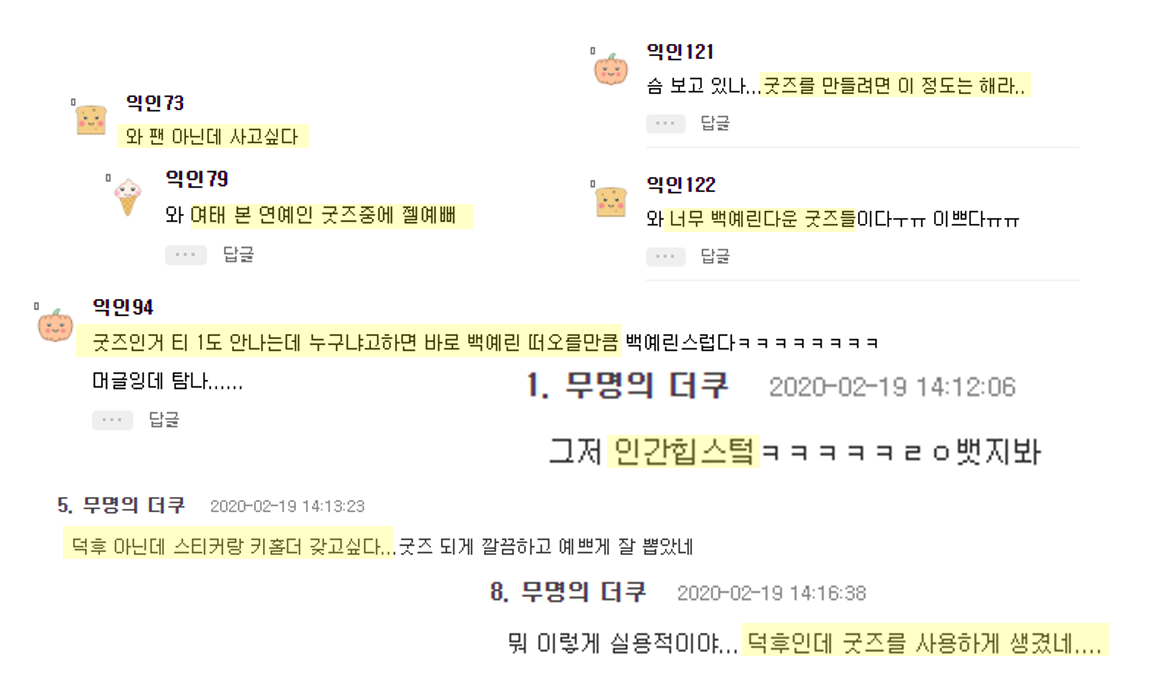 익인73
와 팬 아닌데 사고싶다
익인79
와 여태 본 연예인 굿즈중에 젤예뻐
··· 답글
익인121
슴 보고 있나...굿즈를 만들려면 이 정도는 해라..
··· 답글
익인122
와 너무 백예린다운 굿즈들이다ㅜㅠ 이쁘다ㅠㅠ
··· 답글
익인94
굿즈인거 티 1도 안나는데 누구냐고하면 바로 백예린 떠오를만큼 백예린스럽다ㅋㅋㅋㅋㅋㅋㅋㅋ
머글잉데 탐나......
··· 답글
1. 무명의 더쿠 2020-02-19 14:12:06
그저 인간힙스턱ㅋㅋㅋㅋㅋㄹㅇ뱃지봐
5. 무명의 더쿠 2020-02-19 14:13:23
덕후 아닌데 스티커랑 키홀더 갖고싶다...굿즈 되게 깔끔하고 예쁘게 잘 뽑았네
8. 무명의 더쿠 2020-02-19 14:16:38
뭐 이렇게 실용적이야... 덕후인데 굿즈를 사용하게 생겼네....